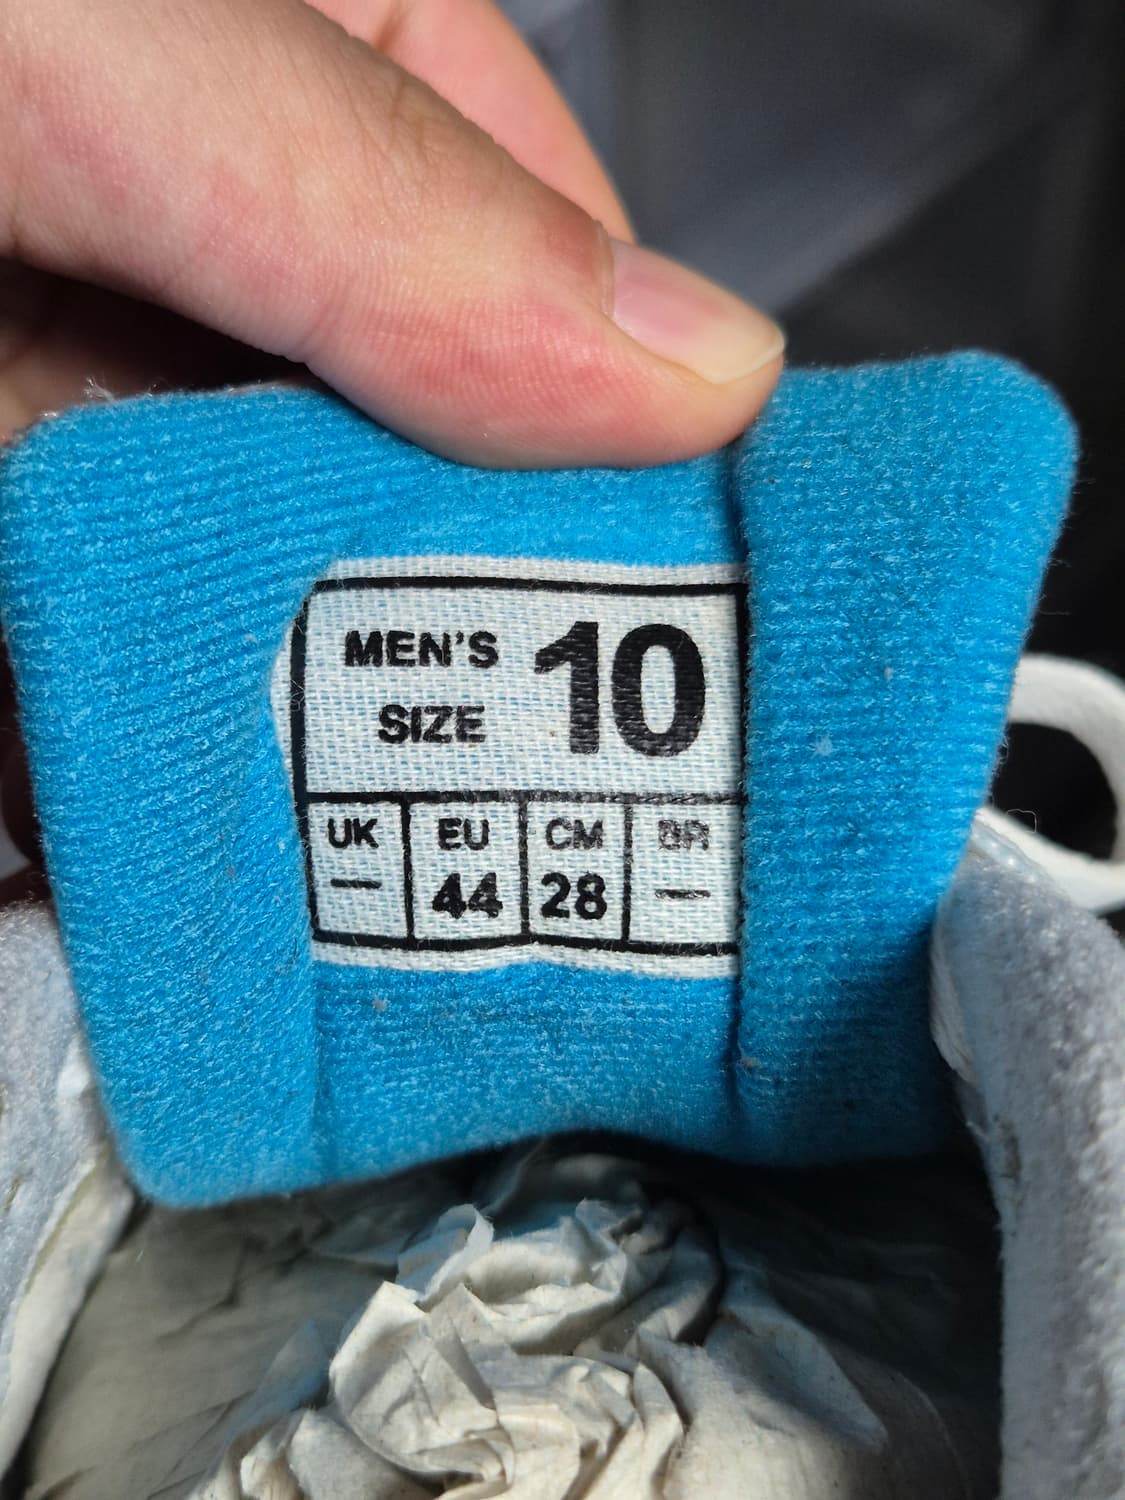 MEN'S 10
SIZE
UK EU CM BR
— 44 28 —